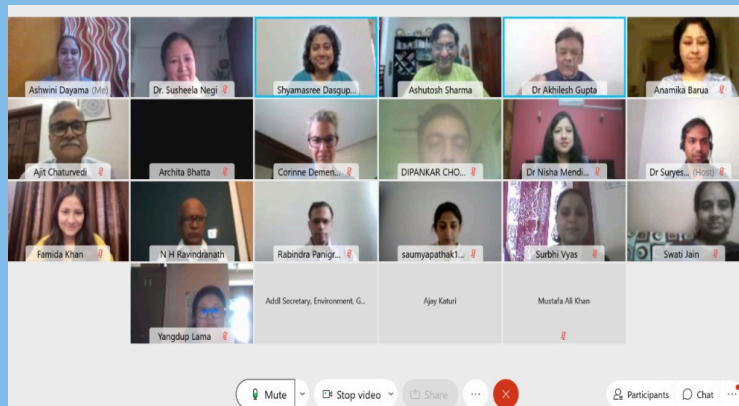 Ashwini Dayama (Me)
Dr. Susheela Negi
Shyamasree Dasgup...
Ashutosh Sharma
Dr Akhilesh Gupta
Anamika Barua
Ajit Chaturvedi
Archita Bhatta
Corinne Demen...
DIPANKAR CHO...
Dr Nisha Mendi...
Dr Suryes... (Host)
Famida Khan
N H Ravindranath
Rabindra Panigr...
saumyapathak1...
Surbhi Vyas
Swati Jain
Yangdup Lama
Addl Secretary, Environment, G...
Ajay Katuri
Mustafa Ali Khan
Mute
Stop video
Share
Participants
Chat